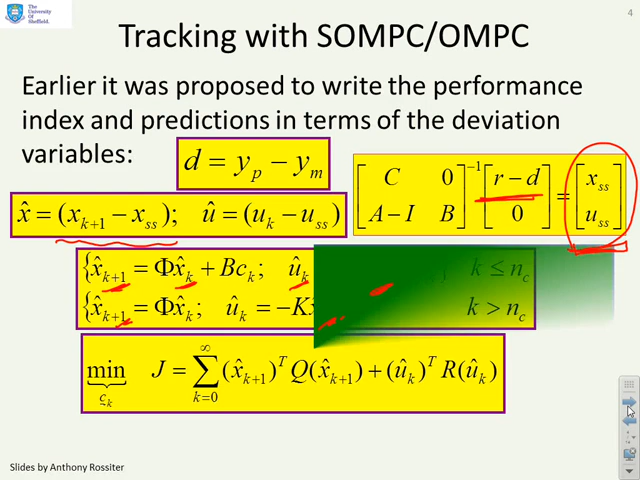 The
University
Of
Sheffield.
4
Tracking with SOMPC/OMPC
Earlier it was proposed to write the performance
index and predictions in terms of the deviation
variables:
d = y_p − y_m
[C 0; A − I B]^{−1} [r − d; 0] = [x_ss; u_ss]
x̂ = (x_{k+1} − x_ss); û = (u_k − u_ss)
{x̂_{k+1} = Φx̂_k + Bc_k; û_k k ≤ n_c
{x̂_{k+1} = Φx̂_k; û_k = −K k > n_c
min_{c_k} J = ∑_{k=0}^{∞} (x̂_{k+1})^T Q(x̂_{k+1}) + (û_k)^T R(û_k)
Slides by Anthony Rossiter